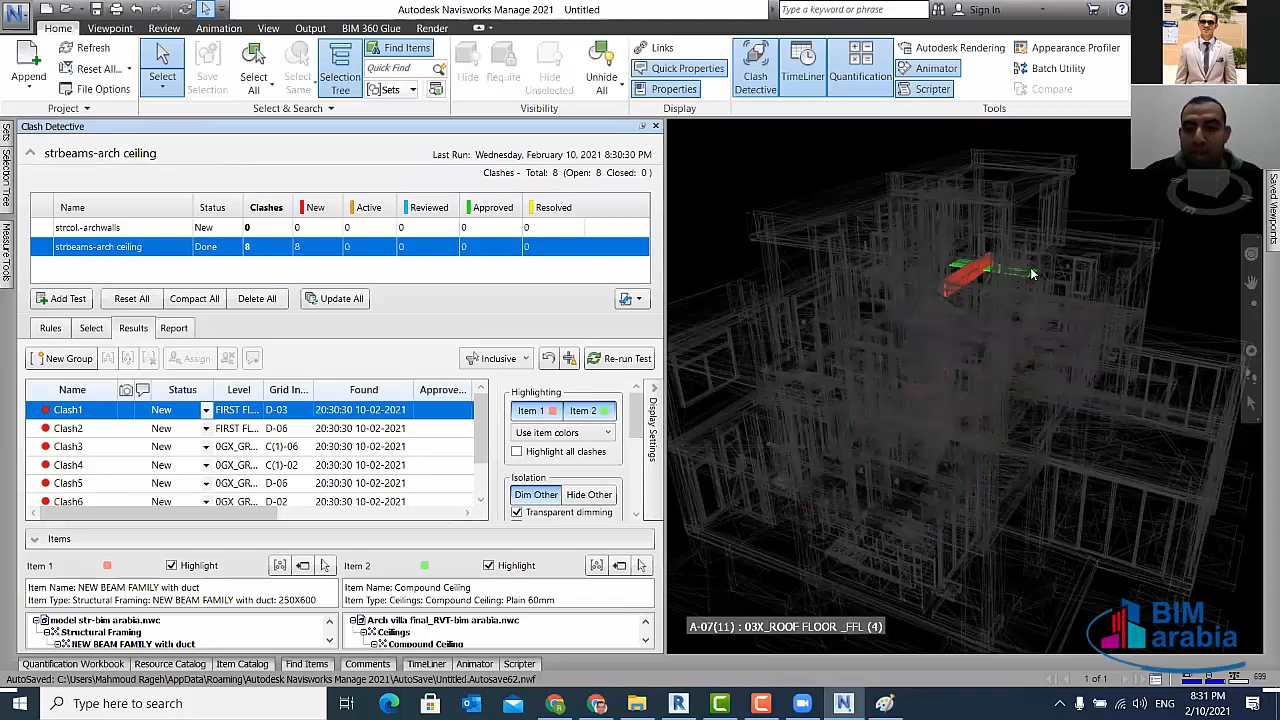 Autodesk Navisworks Manage 2021 Untitled
Type a keyword or phrase
Sign In
Home Viewpoint Review Animation View Output BIM 360 Glue Render
Append
Refresh
Reset All...
File Options
Project
Select
Save Selection
Select All
Select Same
Selection Tree
Find Items
Quick Find
Sets
Select & Search
Hide
Require
Hide Unselected
Unhide All
Visibility
Links
Quick Properties
Properties
Display
Clash Detective
TimeLiner
Quantification
Autodesk Rendering
Animator
Scripter
Appearance Profiler
Batch Utility
Compare
Tools
Sets
Selection Tree
Measure Tools
Saved Viewpoints
Clash Detective
strbeams-arch ceiling
Last Run: Wednesday, February 10, 2021 8:30:30 PM
Clashes - Total: 8 (Open: 8 Closed: 0 )
Name Status Clashes New Active Reviewed Approved Resolved
strcol.-archwalls New 0 0 0 0 0 0
strbeams-arch ceiling Done 8 8 0 0 0 0
Add Test Reset All Compact All Delete All Update All
Rules Select Results Report
New Group Assign Inclusive Re-run Test
Name Status Level Grid In... Found Approve...
Clash1 New FIRST FL... D-03 20:30:30 10-02-2021
Clash2 New FIRST FL... D-06 20:30:30 10-02-2021
Clash3 New 0GX_GR... C(1)-06 20:30:30 10-02-2021
Clash4 New 0GX_GR... C(1)-02 20:30:30 10-02-2021
Clash5 New 0GX_GR... D-06 20:30:30 10-02-2021
Clash6 New 0GX_GR... D-02 20:30:30 10-02-2021
Highlighting
Item 1 Item 2
Use item colors
Highlight all clashes
Isolation
Dim Other Hide Other
Transparent dimming
Display Settings
Items
Item 1 Highlight
Item 2 Highlight
Item Name: NEW BEAM FAMILY with duct
Item Type: Structural Framing: NEW BEAM FAMILY with duct: 250X600
Item Name: Compound Ceiling
Item Type: Ceilings: Compound Ceiling: Plain 60mm
model str-bim arabia.nwc
Structural Framing
NEW BEAM FAMILY with duct
Arch villa final_RVT-bim arabia.nwc
Ceilings
Compound Ceiling
A-07(11) : 03X_ROOF FLOOR _FFL (4)
BIM
arabia
Quantification Workbook Resource Catalog Item Catalog Find Items Comments TimeLiner Animator Scripter
AutoSaved: C:\Users\Mahmoud Rageh\AppData\Roaming\Autodesk Navisworks Manage 2021\AutoSave\Untitled.Autosave62.nwf
1 of 1
699
Type here to search
ENG
8:31 PM
2/10/2021